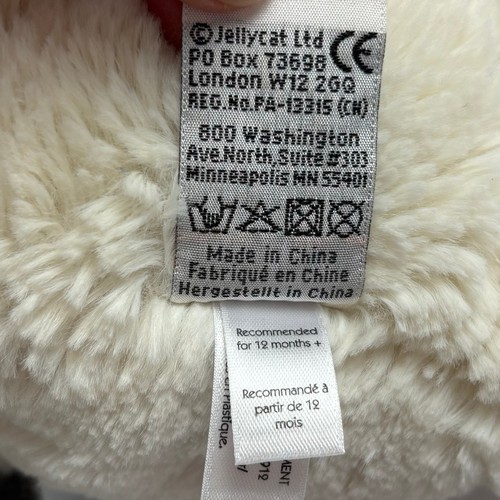 © Jellycat Ltd
PO Box 73698
London W12 2GQ
REG.No.PA-13315 (CN)
CE
800 Washington
Ave.North, Suite #303
Minneapolis MN 55401
Made in China
Fabriqué en Chine
Hergestellt in China
Recommended
for 12 months +
Recommandé à
partir de 12
mois